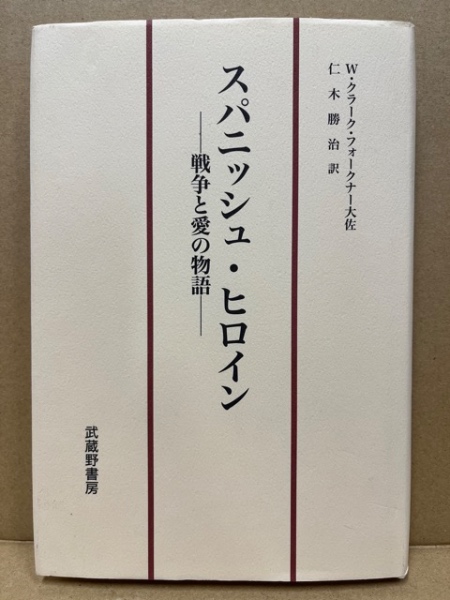 W・クラーク・フォークナー大佐
仁木勝治訳
スパニッシュ・ヒロイン
——戦争と愛の物語——
武蔵野書房